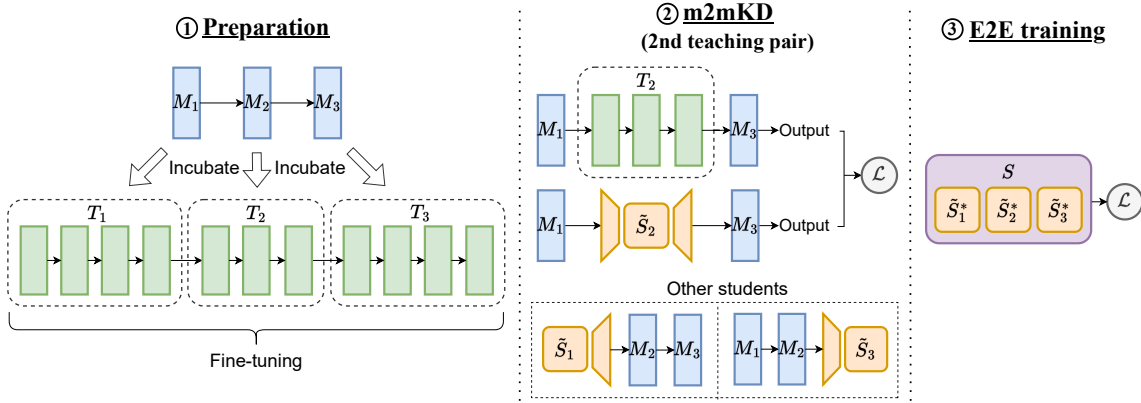 ① Preparation
M₁ M₂ M₃
Incubate Incubate
T₁ T₂ T₃
Fine-tuning
② m2mKD
(2nd teaching pair)
T₂
M₁ M₃ Output
ℒ
M₁ S̃₂ M₃ Output
Other students
S̃₁ M₂ M₃ M₁ M₂ S̃₃
③ E2E training
S
S̃₁* S̃₂* S̃₃* ℒ